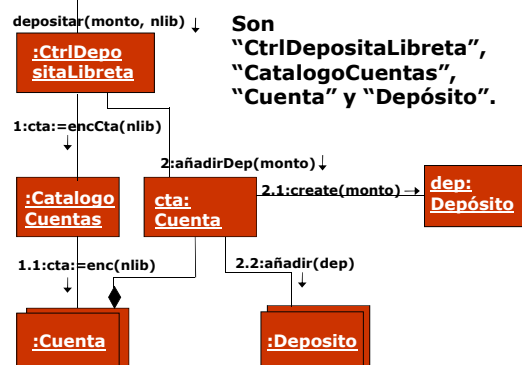 depositar(monto, nlib)
Son
“CtrlDepositaLibreta”,
“CatalogoCuentas”,
“Cuenta” y “Depósito”.
:CtrlDepo
sitaLibreta
1:cta:=encCta(nlib)
2:añadirDep(monto)
:Catalogo
Cuentas
cta:
Cuenta
2.1:create(monto)
dep:
Depósito
1.1:cta:=enc(nlib)
2.2:añadir(dep)
:Cuenta
:Deposito